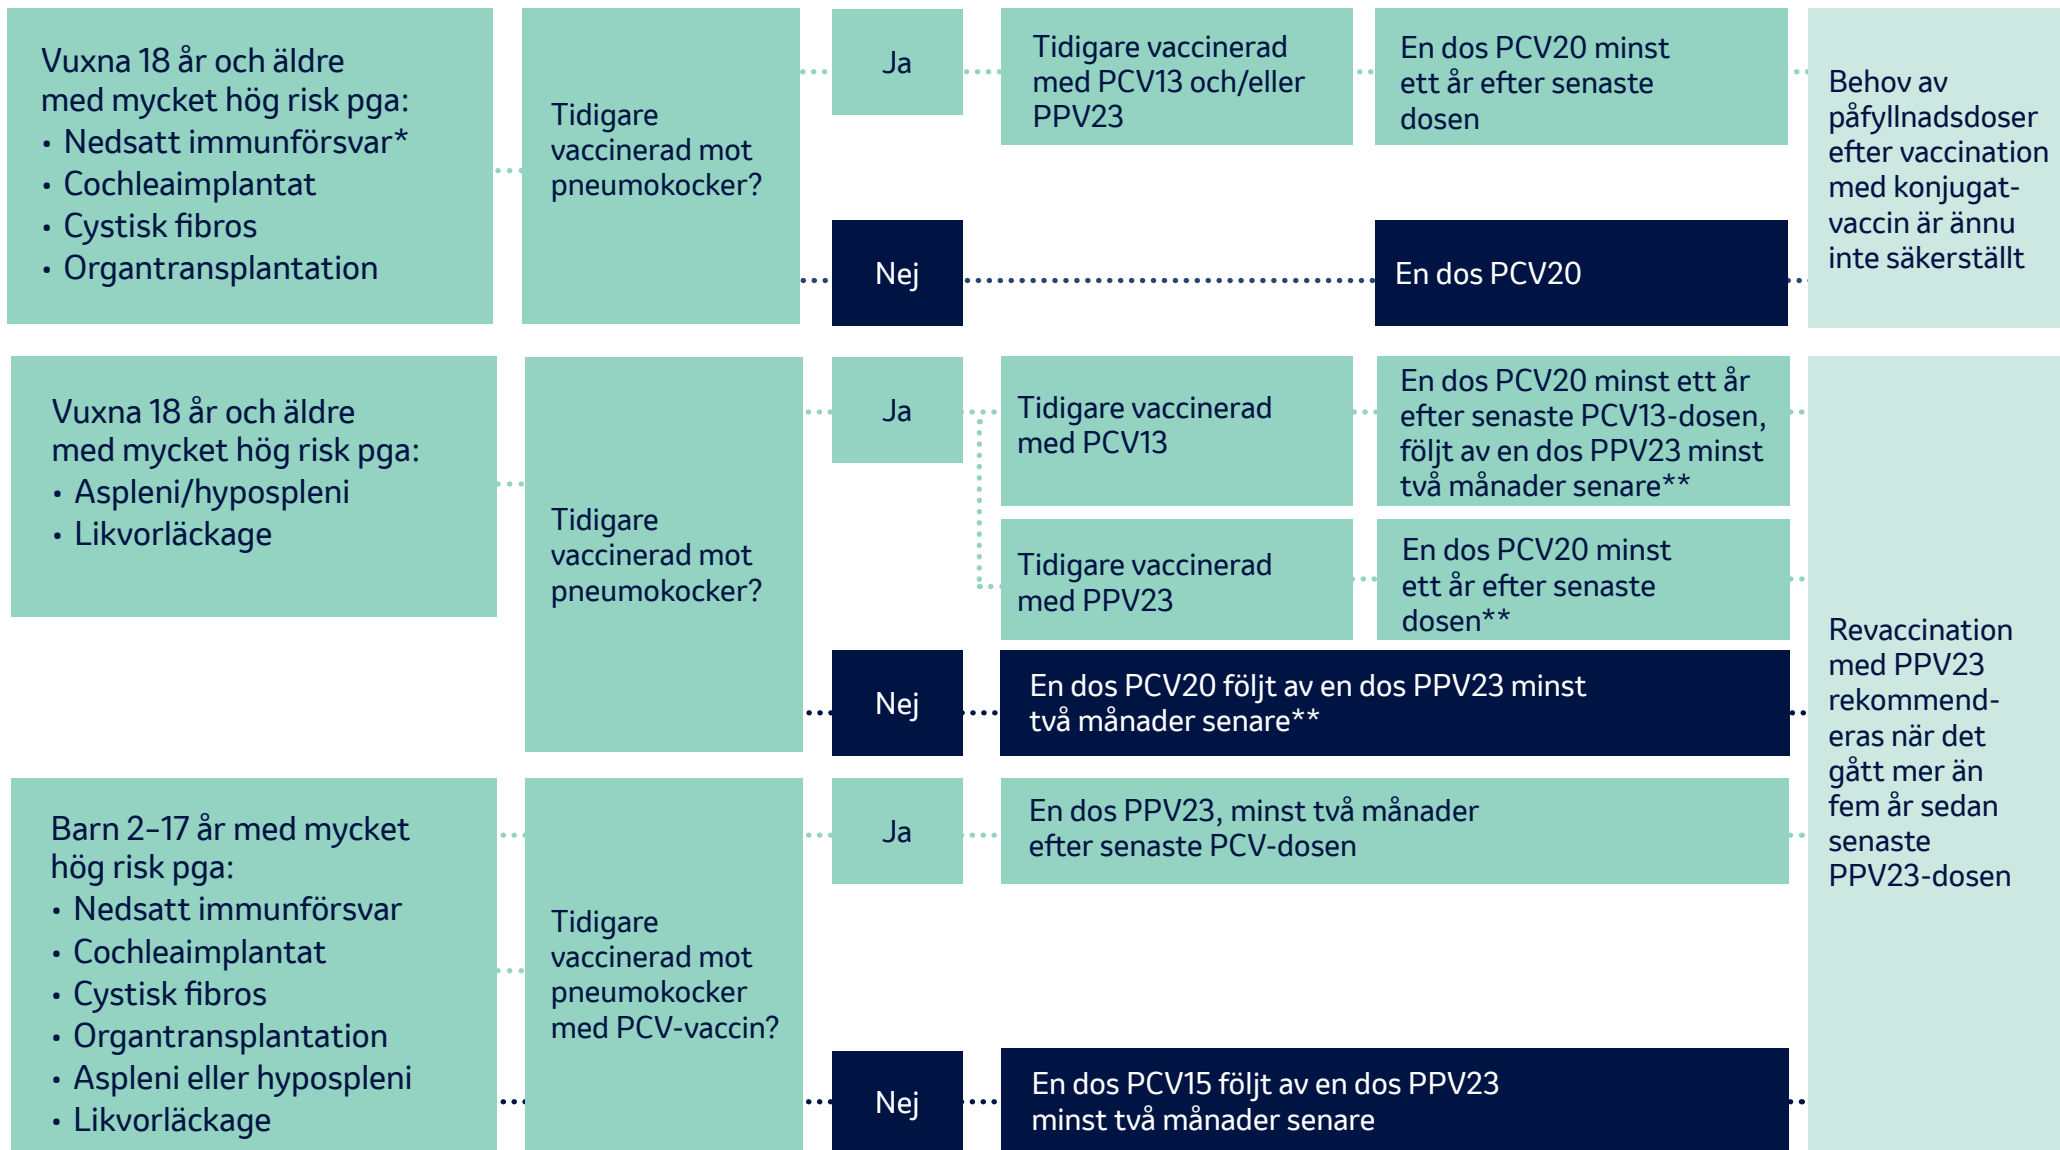 Vuxna 18 år och äldre
med mycket hög risk pga:
• Nedsatt immunförsvar*
• Cochleaimplantat
• Cystisk fibros
• Organtransplantation
Tidigare
vaccinerad mot
pneumokocker?
Ja
Tidigare vaccinerad
med PCV13 och/eller
PPV23
En dos PCV20 minst
ett år efter senaste
dosen
Nej
En dos PCV20
Behov av
påfyllnadsdoser
efter vaccination
med konjugat-
vaccin är ännu
inte säkerställt
Vuxna 18 år och äldre
med mycket hög risk pga:
• Aspleni/hypospleni
• Likvorläckage
Tidigare
vaccinerad mot
pneumokocker?
Ja
Tidigare vaccinerad
med PCV13
En dos PCV20 minst ett år
efter senaste PCV13-dosen,
följt av en dos PPV23 minst
två månader senare**
Tidigare vaccinerad
med PPV23
En dos PCV20 minst
ett år efter senaste
dosen**
Nej
En dos PCV20 följt av en dos PPV23 minst
två månader senare**
Barn 2–17 år med mycket
hög risk pga:
• Nedsatt immunförsvar
• Cochleaimplantat
• Cystisk fibros
• Organtransplantation
• Aspleni eller hypospleni
• Likvorläckage
Tidigare
vaccinerad mot
pneumokocker
med PCV-vaccin?
Ja
En dos PPV23, minst två månader
efter senaste PCV-dosen
Nej
En dos PCV15 följt av en dos PPV23
minst två månader senare
Revaccination
med PPV23
rekommend-
eras när det
gått mer än
fem år sedan
senaste
PPV23-dosen